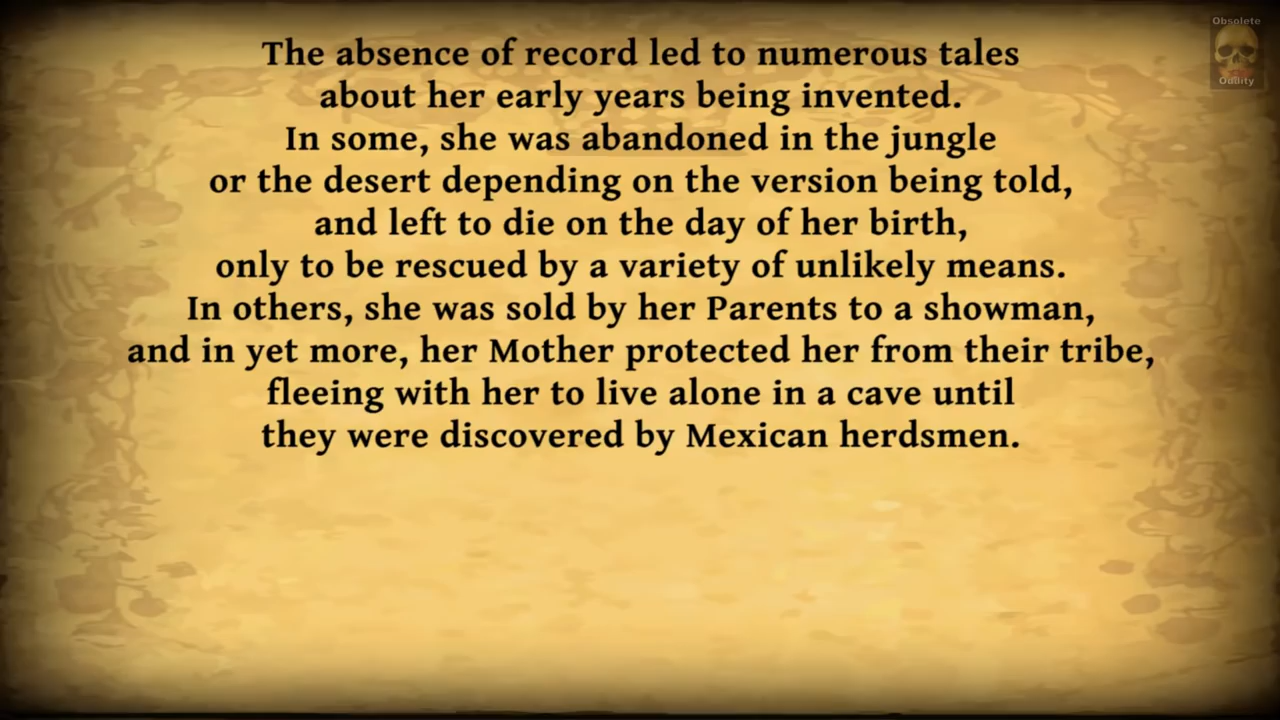 Obsolete
Oddity
The absence of record led to numerous tales
about her early years being invented.
In some, she was abandoned in the jungle
or the desert depending on the version being told,
and left to die on the day of her birth,
only to be rescued by a variety of unlikely means.
In others, she was sold by her Parents to a showman,
and in yet more, her Mother protected her from their tribe,
fleeing with her to live alone in a cave until
they were discovered by Mexican herdsmen.